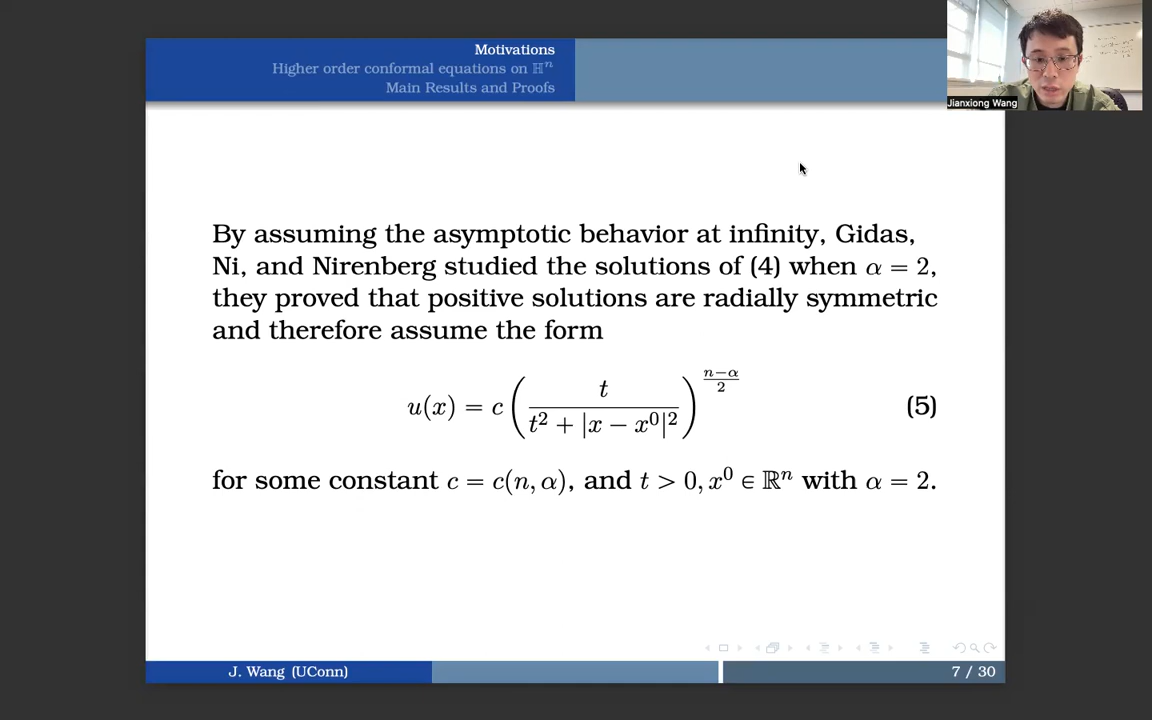 Motivations
Higher order conformal equations on ℍⁿ
Main Results and Proofs
Jianxiong Wang
By assuming the asymptotic behavior at infinity, Gidas,
Ni, and Nirenberg studied the solutions of (4) when α = 2,
they proved that positive solutions are radially symmetric
and therefore assume the form
u(x) = c ( t / (t² + |x − x⁰|²) )^((n−α)/2) (5)
for some constant c = c(n, α), and t > 0, x⁰ ∈ ℝⁿ with α = 2.
J. Wang (UConn)
7 / 30